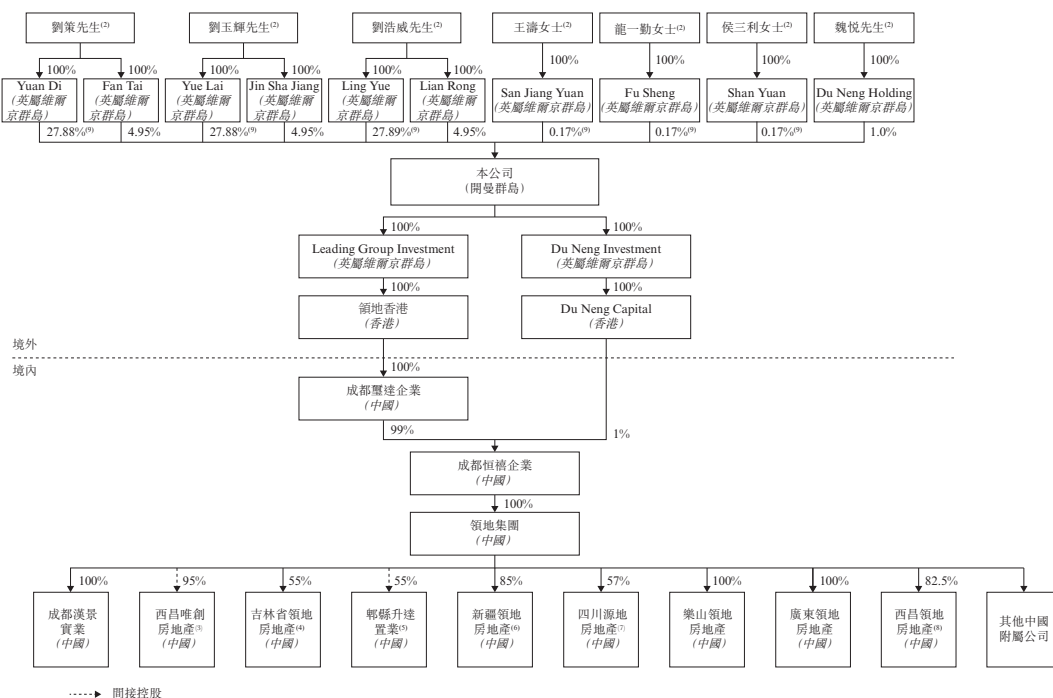 劉策先生(2)
劉玉輝先生(2)
劉浩威先生(2)
王濤女士(2)
龍一勤女士(2)
侯三利女士(2)
魏悦先生(2)
100%
100%
100%
100%
100%
100%
100%
100%
100%
100%
Yuan Di
(英屬維爾
京群島)
Fan Tai
(英屬維爾
京群島)
Yue Lai
(英屬維爾
京群島)
Jin Sha Jiang
(英屬維爾
京群島)
Ling Yue
(英屬維爾
京群島)
Lian Rong
(英屬維爾
京群島)
San Jiang Yuan
(英屬維爾京群島)
Fu Sheng
(英屬維爾京群島)
Shan Yuan
(英屬維爾京群島)
Du Neng Holding
(英屬維爾京群島)
27.88%(9)
4.95%
27.88%(9)
4.95%
27.89%(9)
4.95%
0.17%(9)
0.17%(9)
0.17%(9)
1.0%
本公司
(開曼群島)
100%
100%
Leading Group Investment
(英屬維爾京群島)
Du Neng Investment
(英屬維爾京群島)
100%
100%
領地香港
(香港)
Du Neng Capital
(香港)
境外
境內
100%
成都璽達企業
(中國)
99%
1%
成都恒禧企業
(中國)
100%
領地集團
(中國)
100%
95%
55%
55%
85%
57%
100%
100%
82.5%
成都漢景
實業
(中國)
西昌唯創
房地產(3)
(中國)
吉林省領地
房地產(4)
(中國)
郫縣升達
置業(5)
(中國)
新疆領地
房地產(6)
(中國)
四川源地
房地產(7)
(中國)
樂山領地
房地產
(中國)
廣東領地
房地產
(中國)
西昌領地
房地產(8)
(中國)
其他中國
附屬公司
間接控股